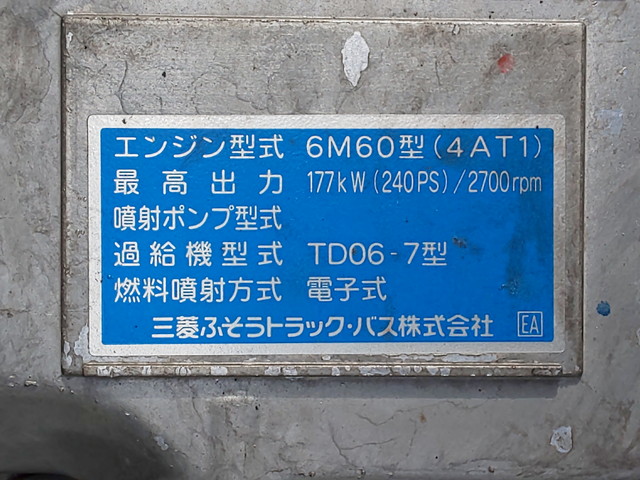 エンジン型式 6M60型(4AT1)
最高出力 177kW(240PS)/2700rpm
噴射ポンプ型式
過給機型式 TD06-7型
燃料噴射方式 電子式
三菱ふそうトラック・バス株式会社 EA